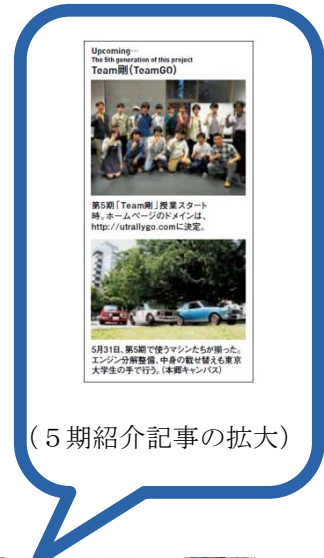 Upcoming…
The 5th generation of this project
Team剛(TeamGO)
第5期「Team剛」授業スタート
時。ホームページのドメインは、
http://utrallygo.comに決定。
5月31日、第5期で使うマシンたちが揃った。
エンジン分解整備、中身の載せ替えも東京
大学生の手で行う。(本郷キャンパス)
(5期紹介記事の拡大)